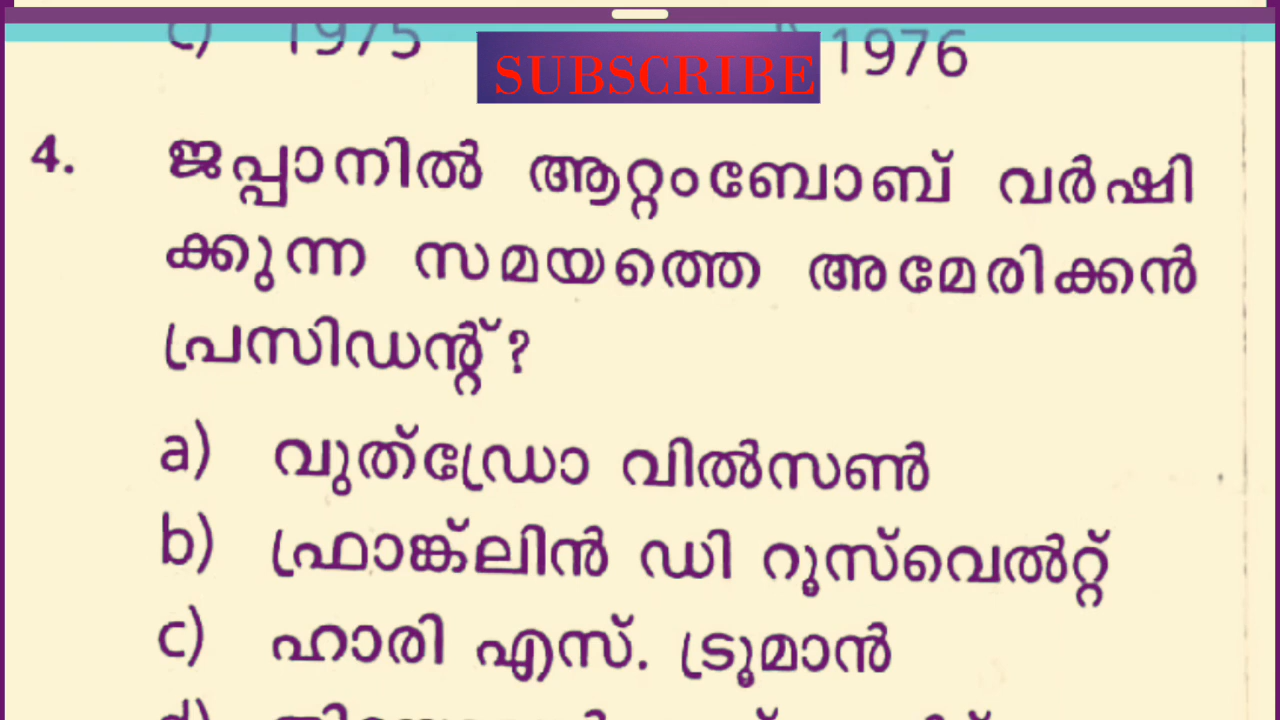 c) 1975 1976
SUBSCRIBE
4. ജപ്പാനിൽ ആറ്റംബോബ് വർഷി
ക്കുന്ന സമയത്തെ അമേരിക്കൻ
പ്രസിഡന്റ്?
a) വുത്ഡ്രോ വിൽസൺ
b) ഫ്രാങ്ക്ലിൻ ഡി റൂസ്‌വെൽറ്റ്
c) ഹാരി എസ്. ട്രൂമാൻ